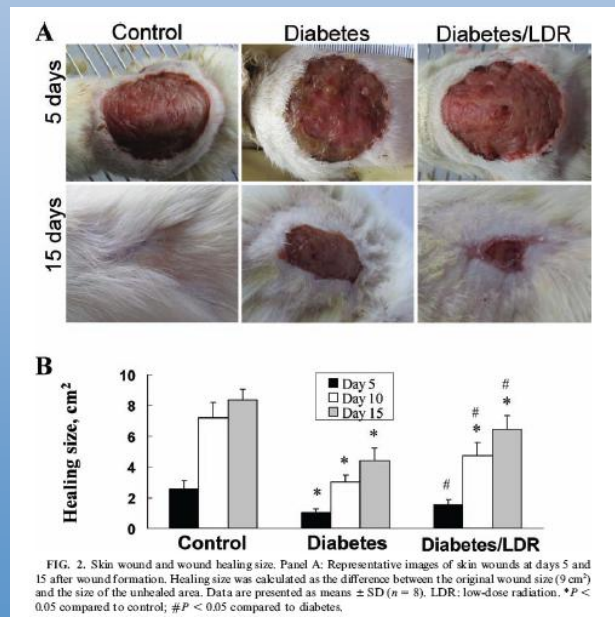 A
Control Diabetes Diabetes/LDR
5 days
15 days
B
Healing size, cm²
10
8
6
4
2
0
Day 5
Day 10
Day 15
* * *
# #* #*
Control Diabetes Diabetes/LDR
FIG. 2. Skin wound and wound healing size. Panel A: Representative images of skin wounds at days 5 and
15 after wound formation. Healing size was calculated as the difference between the original wound size (9 cm²)
and the size of the unhealed area. Data are presented as means ± SD (n = 8). LDR: low-dose radiation. *P <
0.05 compared to control; #P < 0.05 compared to diabetes.